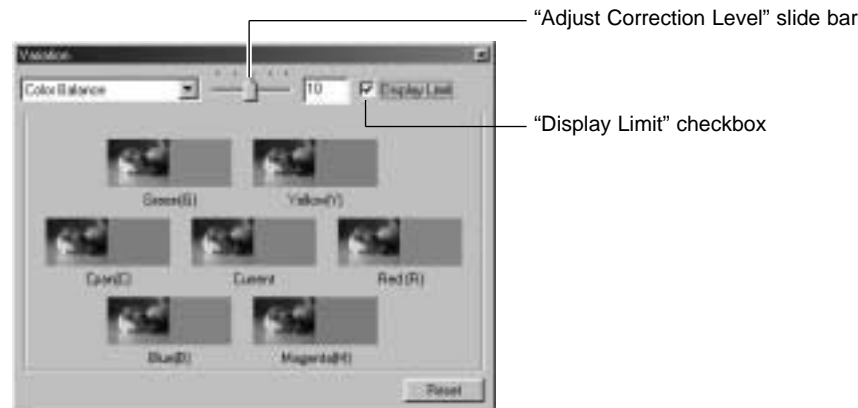 “Adjust Correction Level” slide bar
Variation
Color Balance
10
Display Limit
“Display Limit” checkbox
Green(G)
Yellow(Y)
Cyan(C)
Current
Red (R)
Blue(B)
Magenta(M)
Reset